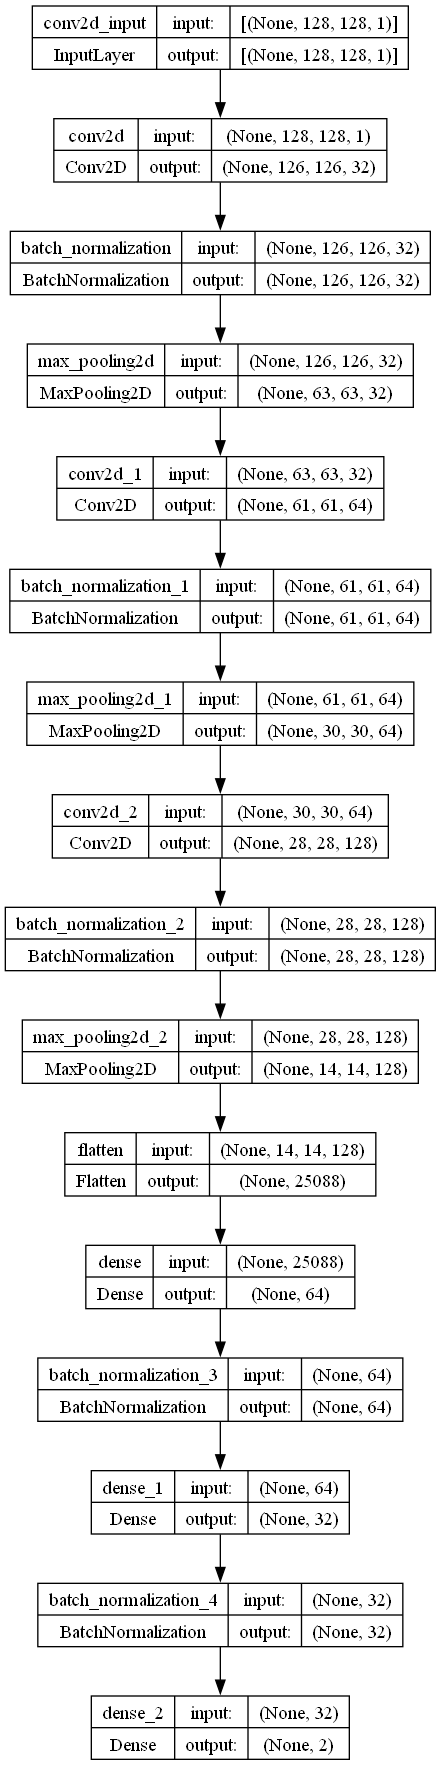 conv2d_input input: [(None, 128, 128, 1)]
InputLayer output: [(None, 128, 128, 1)]
conv2d input: (None, 128, 128, 1)
Conv2D output: (None, 126, 126, 32)
batch_normalization input: (None, 126, 126, 32)
BatchNormalization output: (None, 126, 126, 32)
max_pooling2d input: (None, 126, 126, 32)
MaxPooling2D output: (None, 63, 63, 32)
conv2d_1 input: (None, 63, 63, 32)
Conv2D output: (None, 61, 61, 64)
batch_normalization_1 input: (None, 61, 61, 64)
BatchNormalization output: (None, 61, 61, 64)
max_pooling2d_1 input: (None, 61, 61, 64)
MaxPooling2D output: (None, 30, 30, 64)
conv2d_2 input: (None, 30, 30, 64)
Conv2D output: (None, 28, 28, 128)
batch_normalization_2 input: (None, 28, 28, 128)
BatchNormalization output: (None, 28, 28, 128)
max_pooling2d_2 input: (None, 28, 28, 128)
MaxPooling2D output: (None, 14, 14, 128)
flatten input: (None, 14, 14, 128)
Flatten output: (None, 25088)
dense input: (None, 25088)
Dense output: (None, 64)
batch_normalization_3 input: (None, 64)
BatchNormalization output: (None, 64)
dense_1 input: (None, 64)
Dense output: (None, 32)
batch_normalization_4 input: (None, 32)
BatchNormalization output: (None, 32)
dense_2 input: (None, 32)
Dense output: (None, 2)